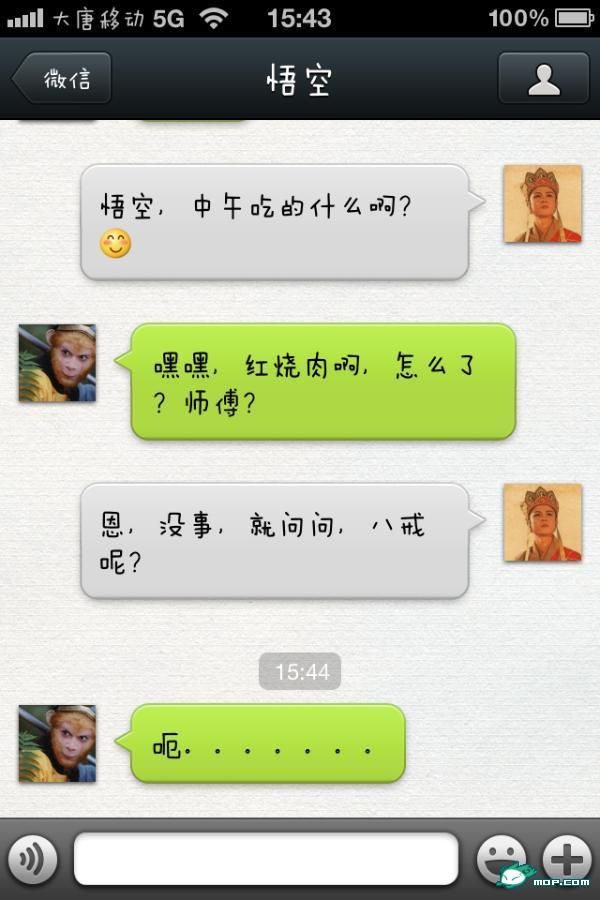 大唐移动 5G 15:43 100%
微信 悟空
悟空，中午吃的什么啊？
😊
嘿嘿，红烧肉啊，怎么了
？师傅？
恩，没事，就问问，八戒
呢？
15:44
呃。。。。。。。
MOP.COM